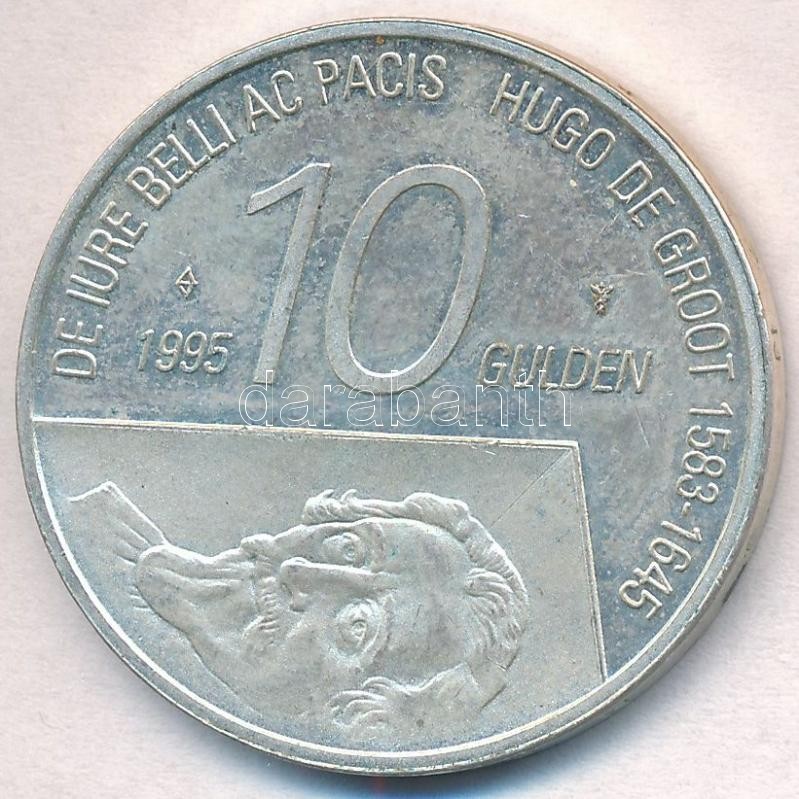 DE IURE BELLI AC PACIS HUGO DE GROOT 1583-1645
10
1995 GULDEN
darabanth